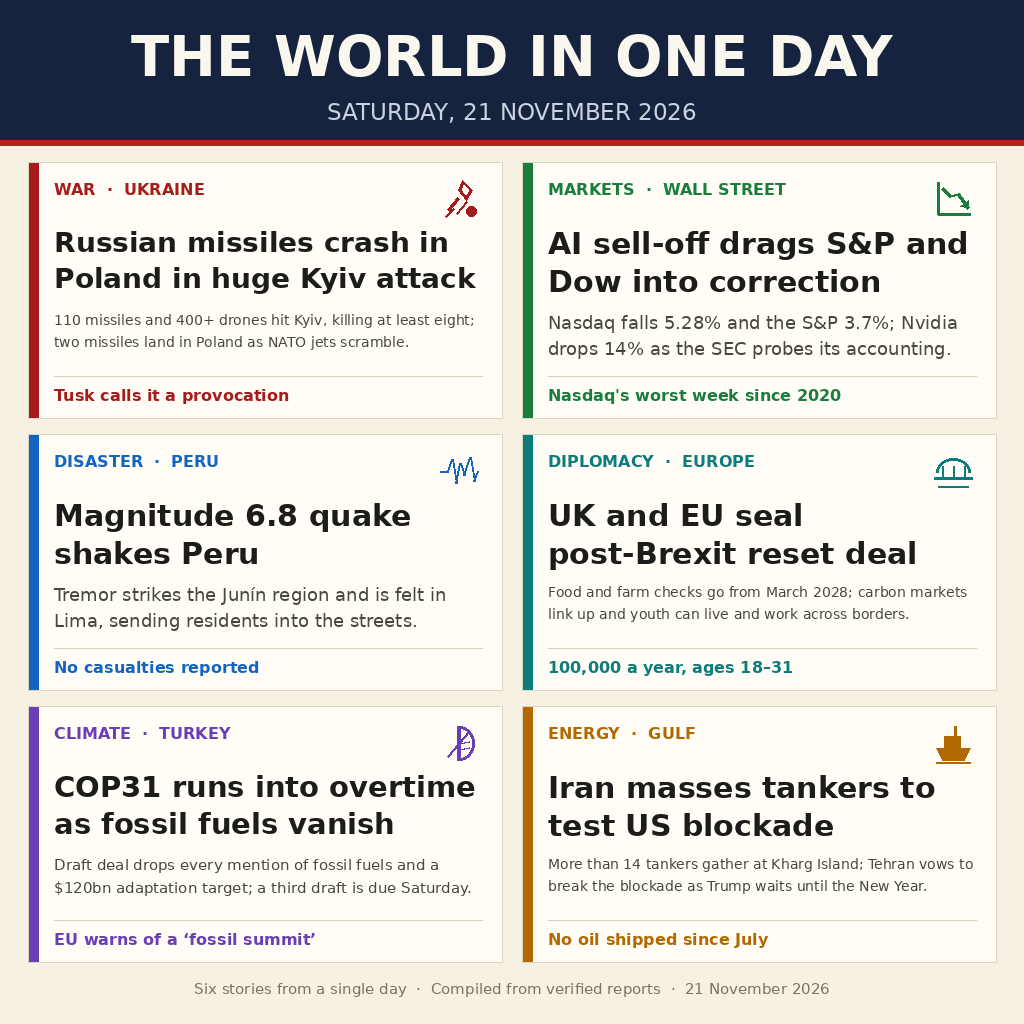 THE WORLD IN ONE DAY
SATURDAY, 21 NOVEMBER 2026
WAR · UKRAINE
Russian missiles crash in
Poland in huge Kyiv attack
110 missiles and 400+ drones hit Kyiv, killing at least eight;
two missiles land in Poland as NATO jets scramble.
Tusk calls it a provocation
MARKETS · WALL STREET
AI sell-off drags S&P and
Dow into correction
Nasdaq falls 5.28% and the S&P 3.7%; Nvidia
drops 14% as the SEC probes its accounting.
Nasdaq's worst week since 2020
DISASTER · PERU
Magnitude 6.8 quake
shakes Peru
Tremor strikes the Junín region and is felt in
Lima, sending residents into the streets.
No casualties reported
DIPLOMACY · EUROPE
UK and EU seal
post-Brexit reset deal
Food and farm checks go from March 2028; carbon markets
link up and youth can live and work across borders.
100,000 a year, ages 18–31
CLIMATE · TURKEY
COP31 runs into overtime
as fossil fuels vanish
Draft deal drops every mention of fossil fuels and a
$120bn adaptation target; a third draft is due Saturday.
EU warns of a ‘fossil summit’
ENERGY · GULF
Iran masses tankers to
test US blockade
More than 14 tankers gather at Kharg Island; Tehran vows to
break the blockade as Trump waits until the New Year.
No oil shipped since July
Six stories from a single day · Compiled from verified reports · 21 November 2026